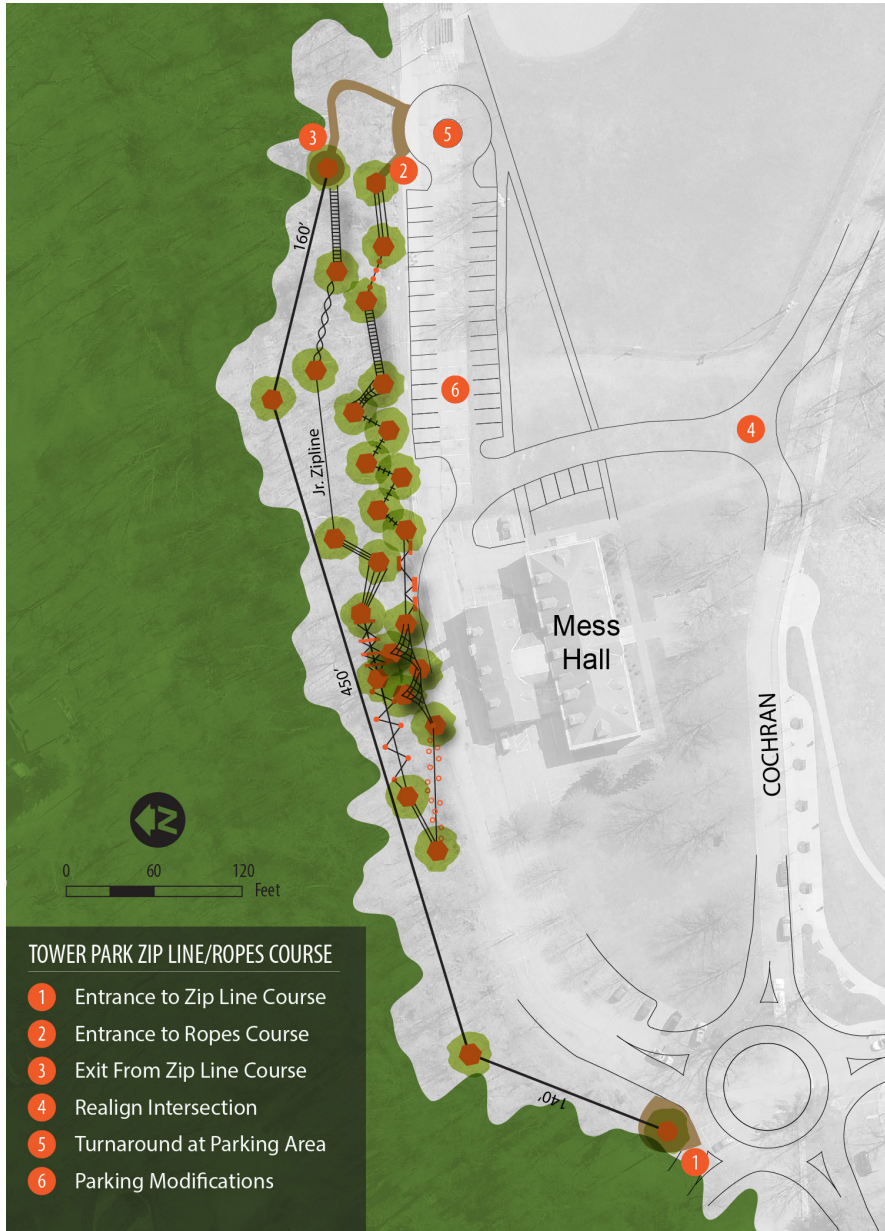 3
5
2
160'
6
4
Jr. Zipline
Mess
Hall
450'
COCHRAN
N
0 60 120
Feet
140'
1
TOWER PARK ZIP LINE/ROPES COURSE
1 Entrance to Zip Line Course
2 Entrance to Ropes Course
3 Exit From Zip Line Course
4 Realign Intersection
5 Turnaround at Parking Area
6 Parking Modifications